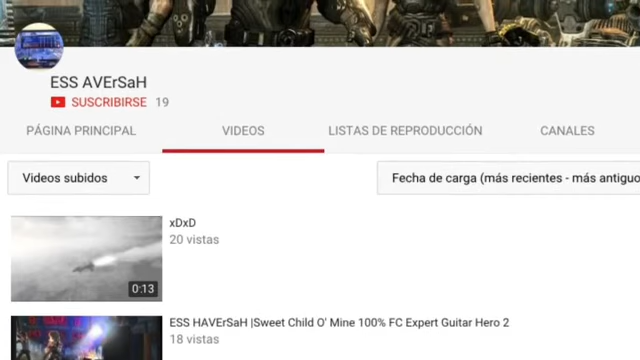 ESS AVErSaH
SUSCRIBIRSE 19
PÁGINA PRINCIPAL VIDEOS LISTAS DE REPRODUCCIÓN CANALES
Videos subidos Fecha de carga (más recientes - más antiguo
xDxD
20 vistas
0:13
ESS HAVErSaH |Sweet Child O' Mine 100% FC Expert Guitar Hero 2
18 vistas